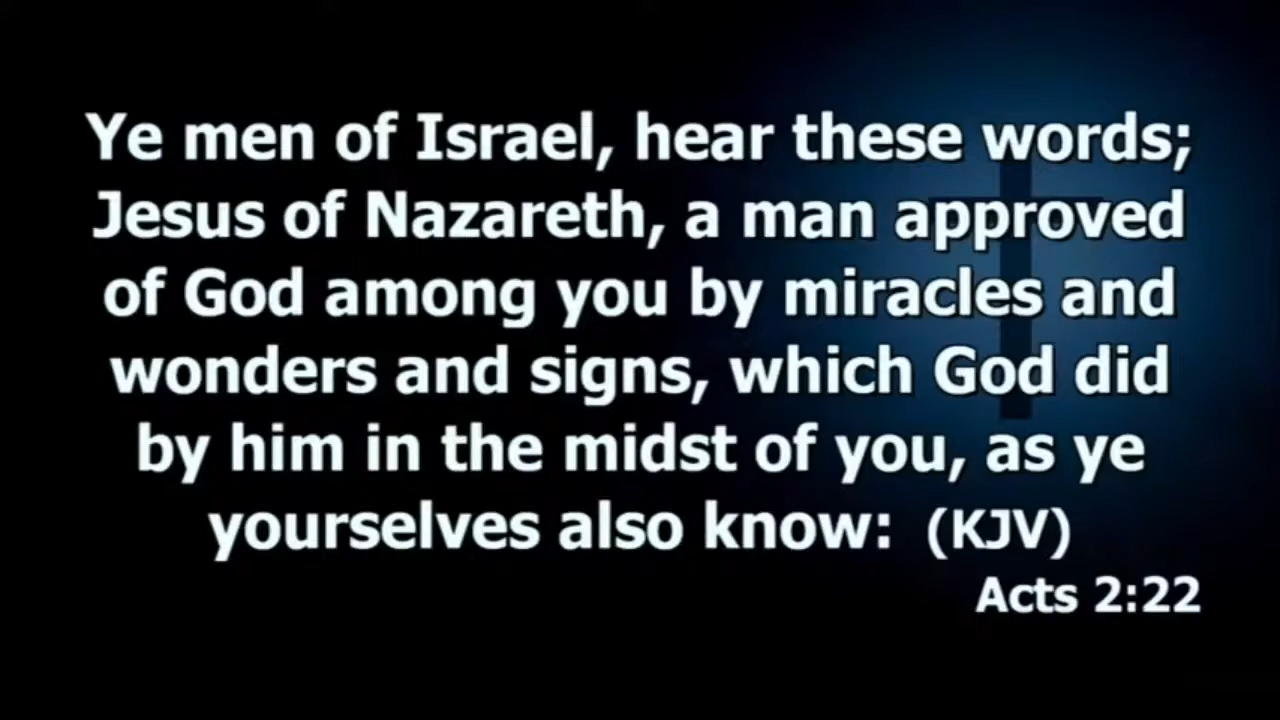 Ye men of Israel, hear these words;
Jesus of Nazareth, a man approved
of God among you by miracles and
wonders and signs, which God did
by him in the midst of you, as ye
yourselves also know: (KJV)
Acts 2:22